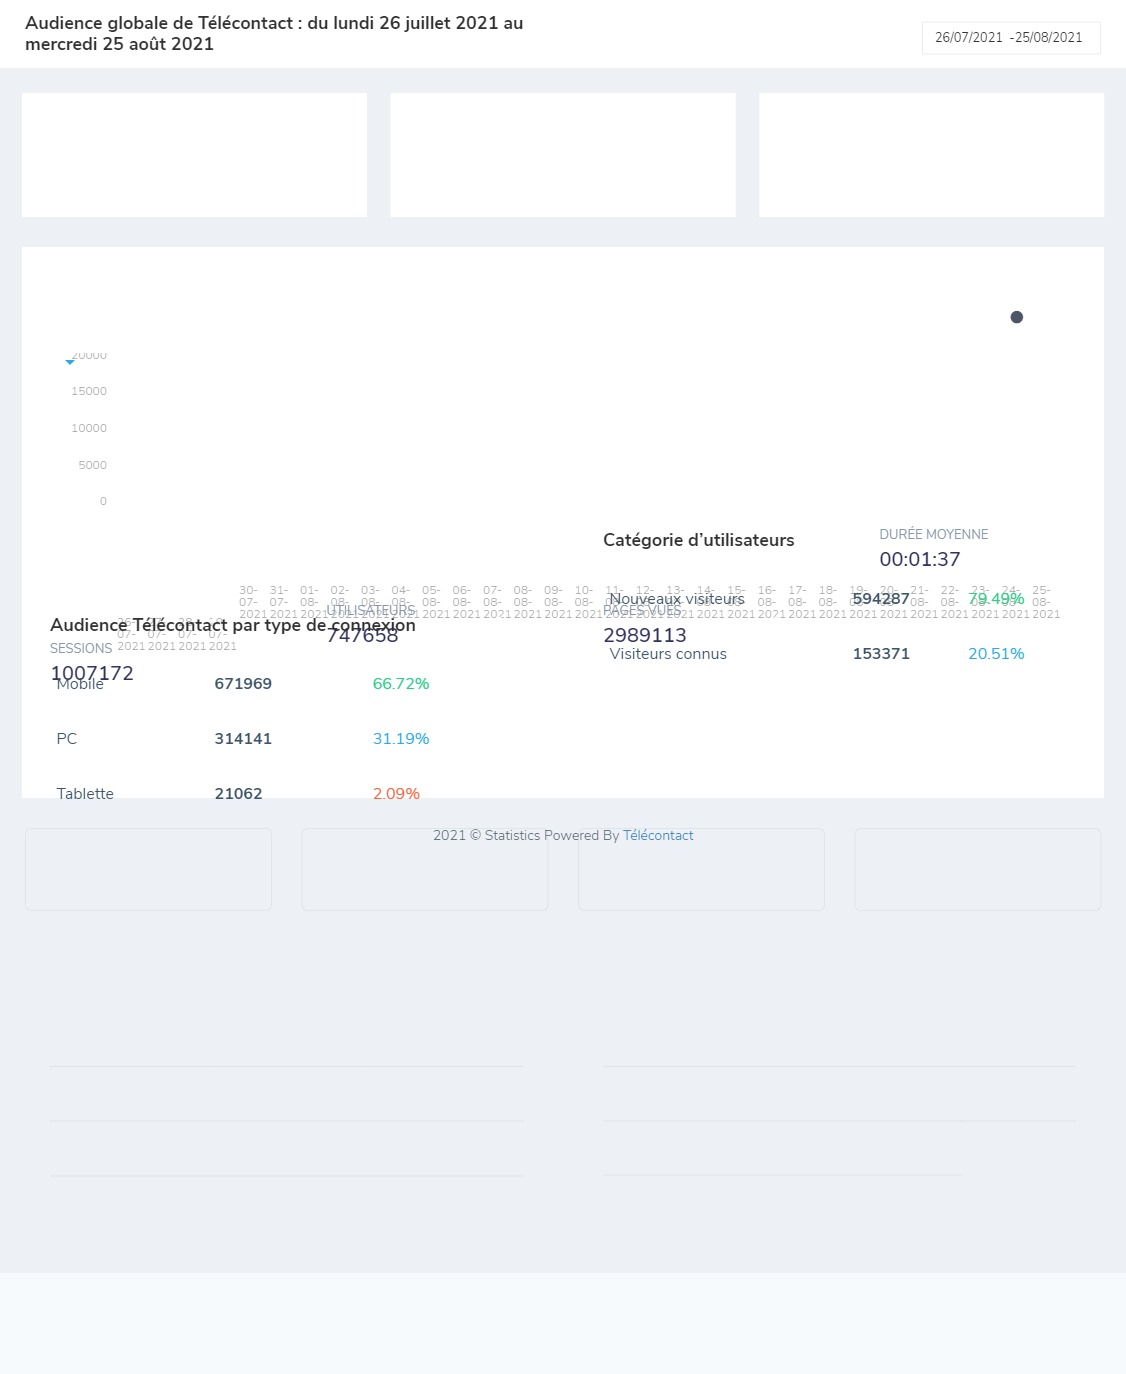 Audience globale de Télécontact : du lundi 26 juillet 2021 au
mercredi 25 août 2021
26/07/2021 -25/08/2021
20000
15000
10000
5000
0
Catégorie d’utilisateurs
DURÉE MOYENNE
00:01:37
30- 31- 01- 02- 03- 04- 05- 06- 07- 08- 09- 10- 11- 12- 13- 14- 15- 16- 17- 18- 19- 20- 21- 22- 23- 24- 25-
07- 07- 08- 08- 08- 08- 08- 08- 08- 08- 08- 08- 08- 08- 08- 08- 08- 08- 08- 08- 08- 08- 08- 08- 08- 08- 08-
2021 2021 2021 2021 2021 2021 2021 2021 2021 2021 2021 2021 2021 2021 2021 2021 2021 2021 2021 2021 2021 2021 2021 2021 2021 2021 2021
Nouveaux visiteurs 594287 79.49%
UTILISATEURS
747658
PAGES VUES
2989113
Visiteurs connus 153371 20.51%
Audience Télécontact par type de connexion
07- 07- 07- 07-
2021 2021 2021 2021
SESSIONS
1007172
Mobile 671969 66.72%
PC 314141 31.19%
Tablette 21062 2.09%
2021 © Statistics Powered By Télécontact